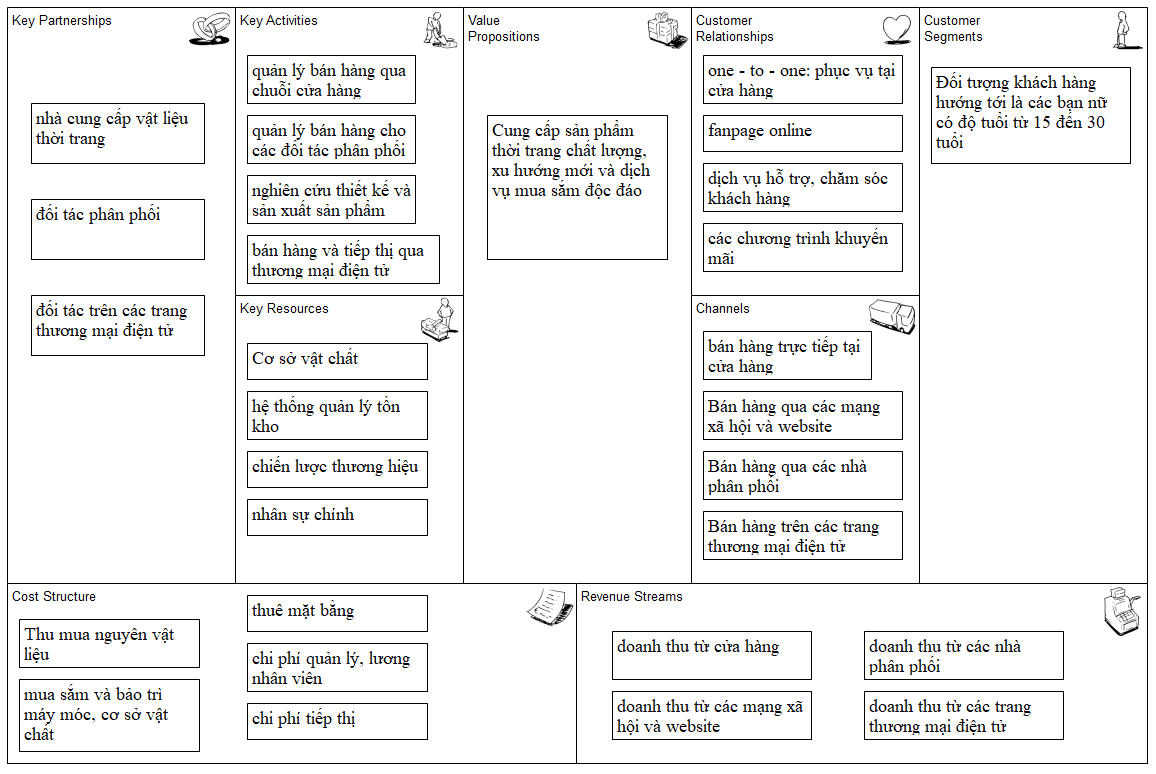 Key Partnerships
nhà cung cấp vật liệu
thời trang
đối tác phân phối
đối tác trên các trang
thương mại điện tử
Key Activities
quản lý bán hàng qua
chuỗi cửa hàng
quản lý bán hàng cho
các đối tác phân phối
nghiên cứu thiết kế và
sản xuất sản phẩm
bán hàng và tiếp thị qua
thương mại điện tử
Key Resources
Cơ sở vật chất
hệ thống quản lý tồn
kho
chiến lược thương hiệu
nhân sự chính
Value
Propositions
Cung cấp sản phẩm
thời trang chất lượng,
xu hướng mới và dịch
vụ mua sắm độc đáo
Customer
Relationships
one - to - one: phục vụ tại
cửa hàng
fanpage online
dịch vụ hỗ trợ, chăm sóc
khách hàng
các chương trình khuyến
mãi
Channels
bán hàng trực tiếp tại
cửa hàng
Bán hàng qua các mạng
xã hội và website
Bán hàng qua các nhà
phân phối
Bán hàng trên các trang
thương mại điện tử
Customer
Segments
Đối tượng khách hàng
hướng tới là các bạn nữ
có độ tuổi từ 15 đến 30
tuổi
Cost Structure
Thu mua nguyên vật
liệu
mua sắm và bảo trì
máy móc, cơ sở vật
chất
thuê mặt bằng
chi phí quản lý, lương
nhân viên
chi phí tiếp thị
Revenue Streams
doanh thu từ cửa hàng
doanh thu từ các mạng xã
hội và website
doanh thu từ các nhà
phân phối
doanh thu từ các trang
thương mại điện tử